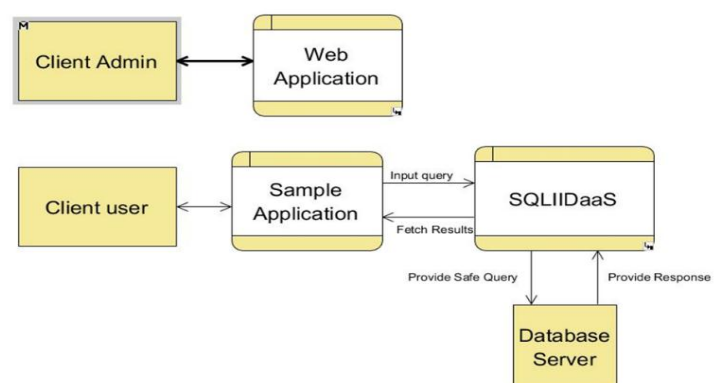 M
Client Admin
Web
Application
Client user
Sample
Application
Input query
Fetch Results
SQLIIDaaS
Provide Safe Query
Provide Response
Database
Server